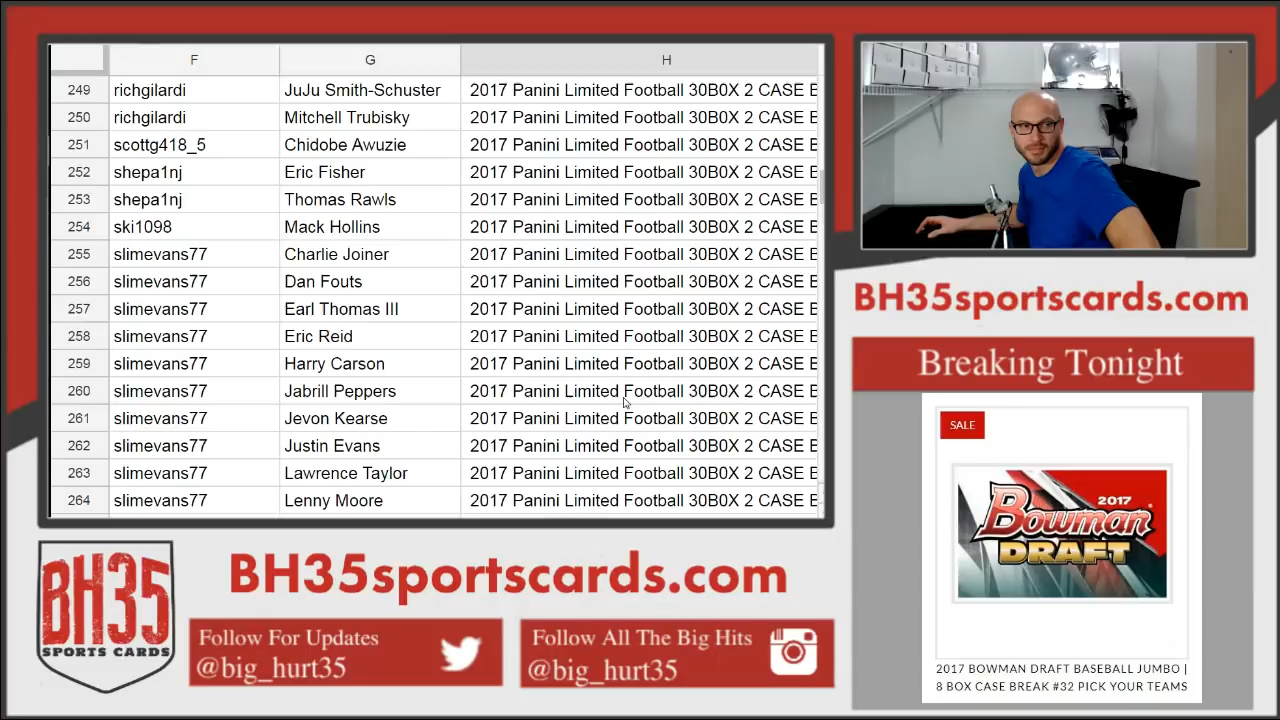 F G H
249 richgilardi JuJu Smith-Schuster 2017 Panini Limited Football 30B0X 2 CASE B
250 richgilardi Mitchell Trubisky 2017 Panini Limited Football 30B0X 2 CASE B
251 scottg418_5 Chidobe Awuzie 2017 Panini Limited Football 30B0X 2 CASE B
252 shepa1nj Eric Fisher 2017 Panini Limited Football 30B0X 2 CASE B
253 shepa1nj Thomas Rawls 2017 Panini Limited Football 30B0X 2 CASE B
254 ski1098 Mack Hollins 2017 Panini Limited Football 30B0X 2 CASE B
255 slimevans77 Charlie Joiner 2017 Panini Limited Football 30B0X 2 CASE B
256 slimevans77 Dan Fouts 2017 Panini Limited Football 30B0X 2 CASE B
257 slimevans77 Earl Thomas III 2017 Panini Limited Football 30B0X 2 CASE B
258 slimevans77 Eric Reid 2017 Panini Limited Football 30B0X 2 CASE B
259 slimevans77 Harry Carson 2017 Panini Limited Football 30B0X 2 CASE B
260 slimevans77 Jabrill Peppers 2017 Panini Limited Football 30B0X 2 CASE B
261 slimevans77 Jevon Kearse 2017 Panini Limited Football 30B0X 2 CASE B
262 slimevans77 Justin Evans 2017 Panini Limited Football 30B0X 2 CASE B
263 slimevans77 Lawrence Taylor 2017 Panini Limited Football 30B0X 2 CASE B
264 slimevans77 Lenny Moore 2017 Panini Limited Football 30B0X 2 CASE B
BH35sportscards.com
Breaking Tonight
SALE
2017
Bowman
DRAFT
2017 BOWMAN DRAFT BASEBALL JUMBO |
8 BOX CASE BREAK #32 PICK YOUR TEAMS
BH35
SPORTS CARDS
BH35sportscards.com
Follow For Updates
@big_hurt35
Follow All The Big Hits
@big_hurt35